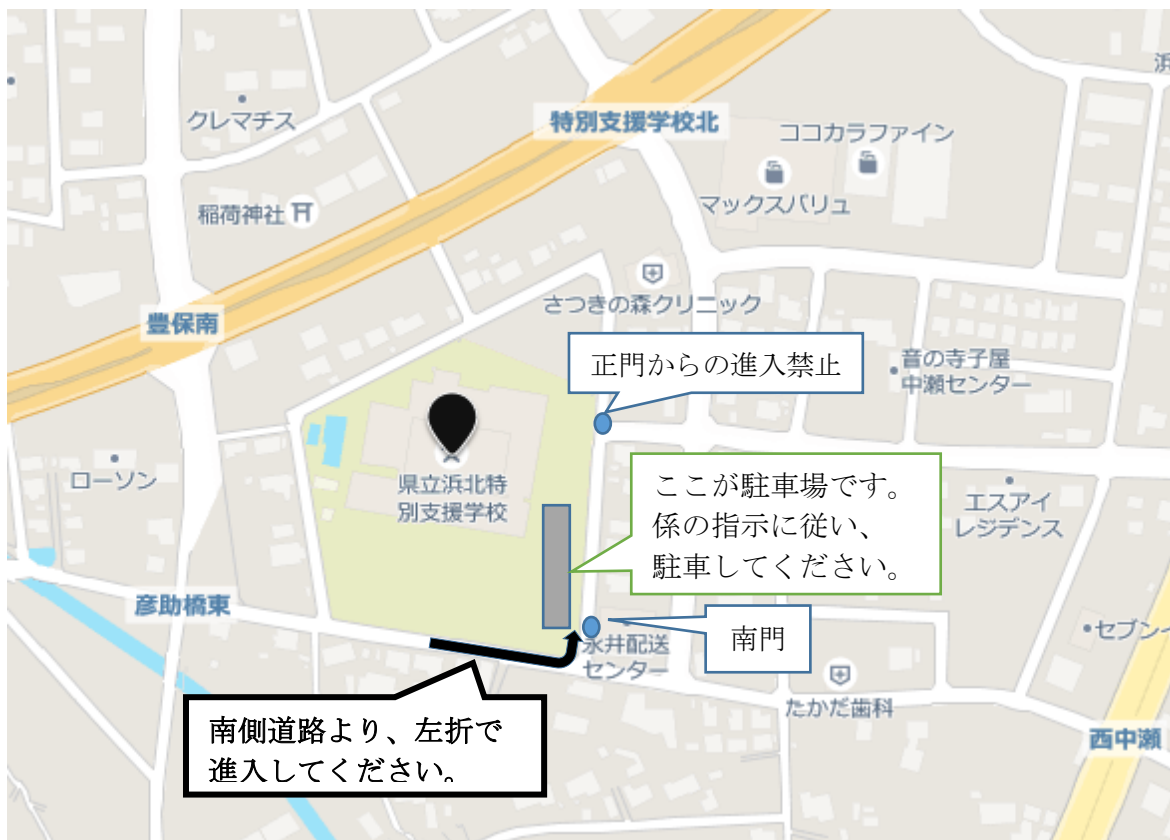 浜
クレマチス
特別支援学校北
ココカラファイン
マックスバリュ
稲荷神社
さつきの森クリニック
豊保南
正門からの進入禁止
音の寺子屋
中瀬センター
ローソン
県立浜北特
別支援学校
ここが駐車場です。
係の指示に従い、
駐車してください。
エスアイ
レジデンス
彦助橋東
南門
永井配送
センター
セブンイ
たかだ歯科
南側道路より、左折で
進入してください。
西中瀬